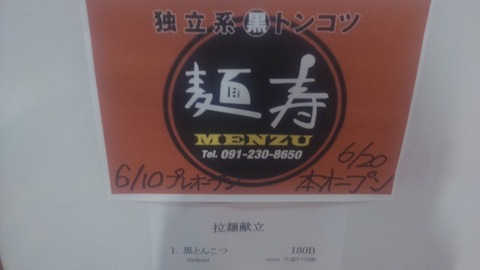 独立系黒トンコツ
麺寿
MENZU
Tel. 091-230-8650
6/10プレオープン
6/20
本オープン
拉麺献立
1. 黒とんこつ 180B